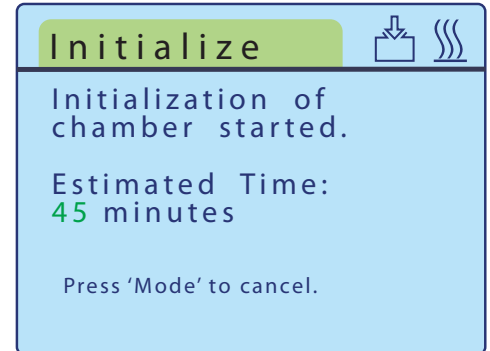 Initialize
Initialization of
chamber started.
Estimated Time:
45 minutes
Press ‘Mode’ to cancel.